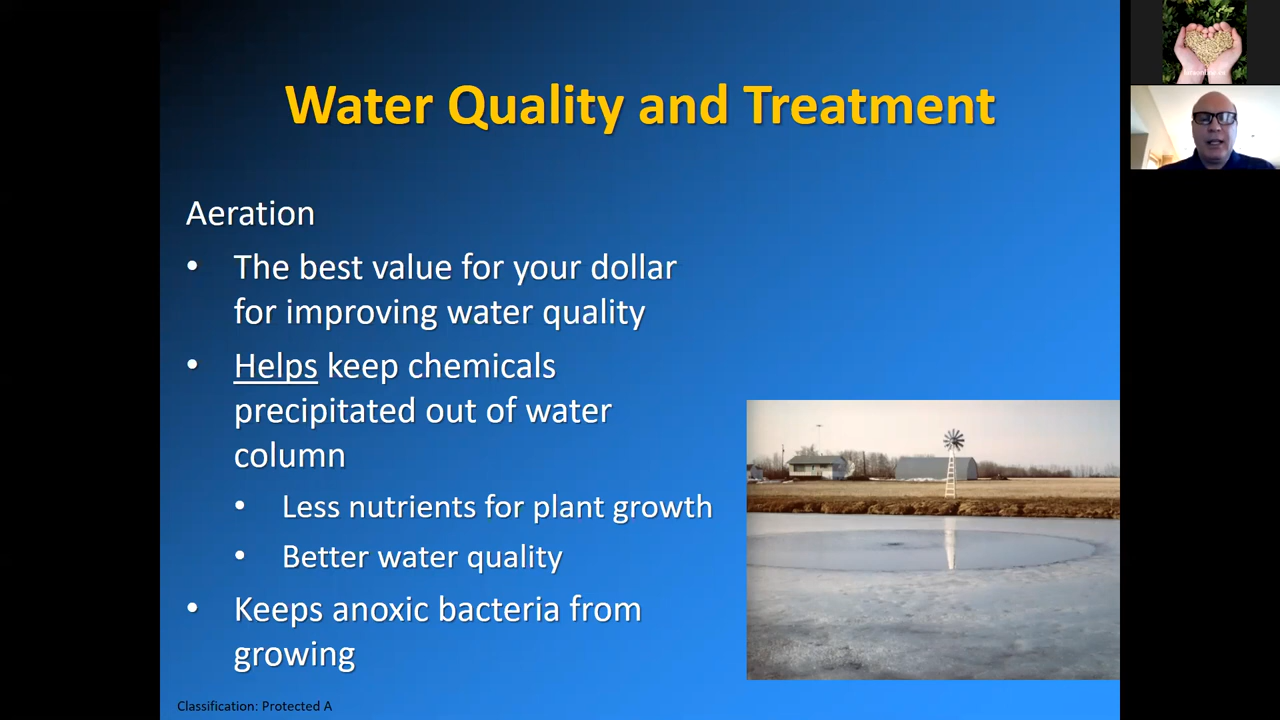 Water Quality and Treatment
Aeration
• The best value for your dollar
for improving water quality
• Helps keep chemicals
precipitated out of water
column
• Less nutrients for plant growth
• Better water quality
• Keeps anoxic bacteria from
growing
Classification: Protected A